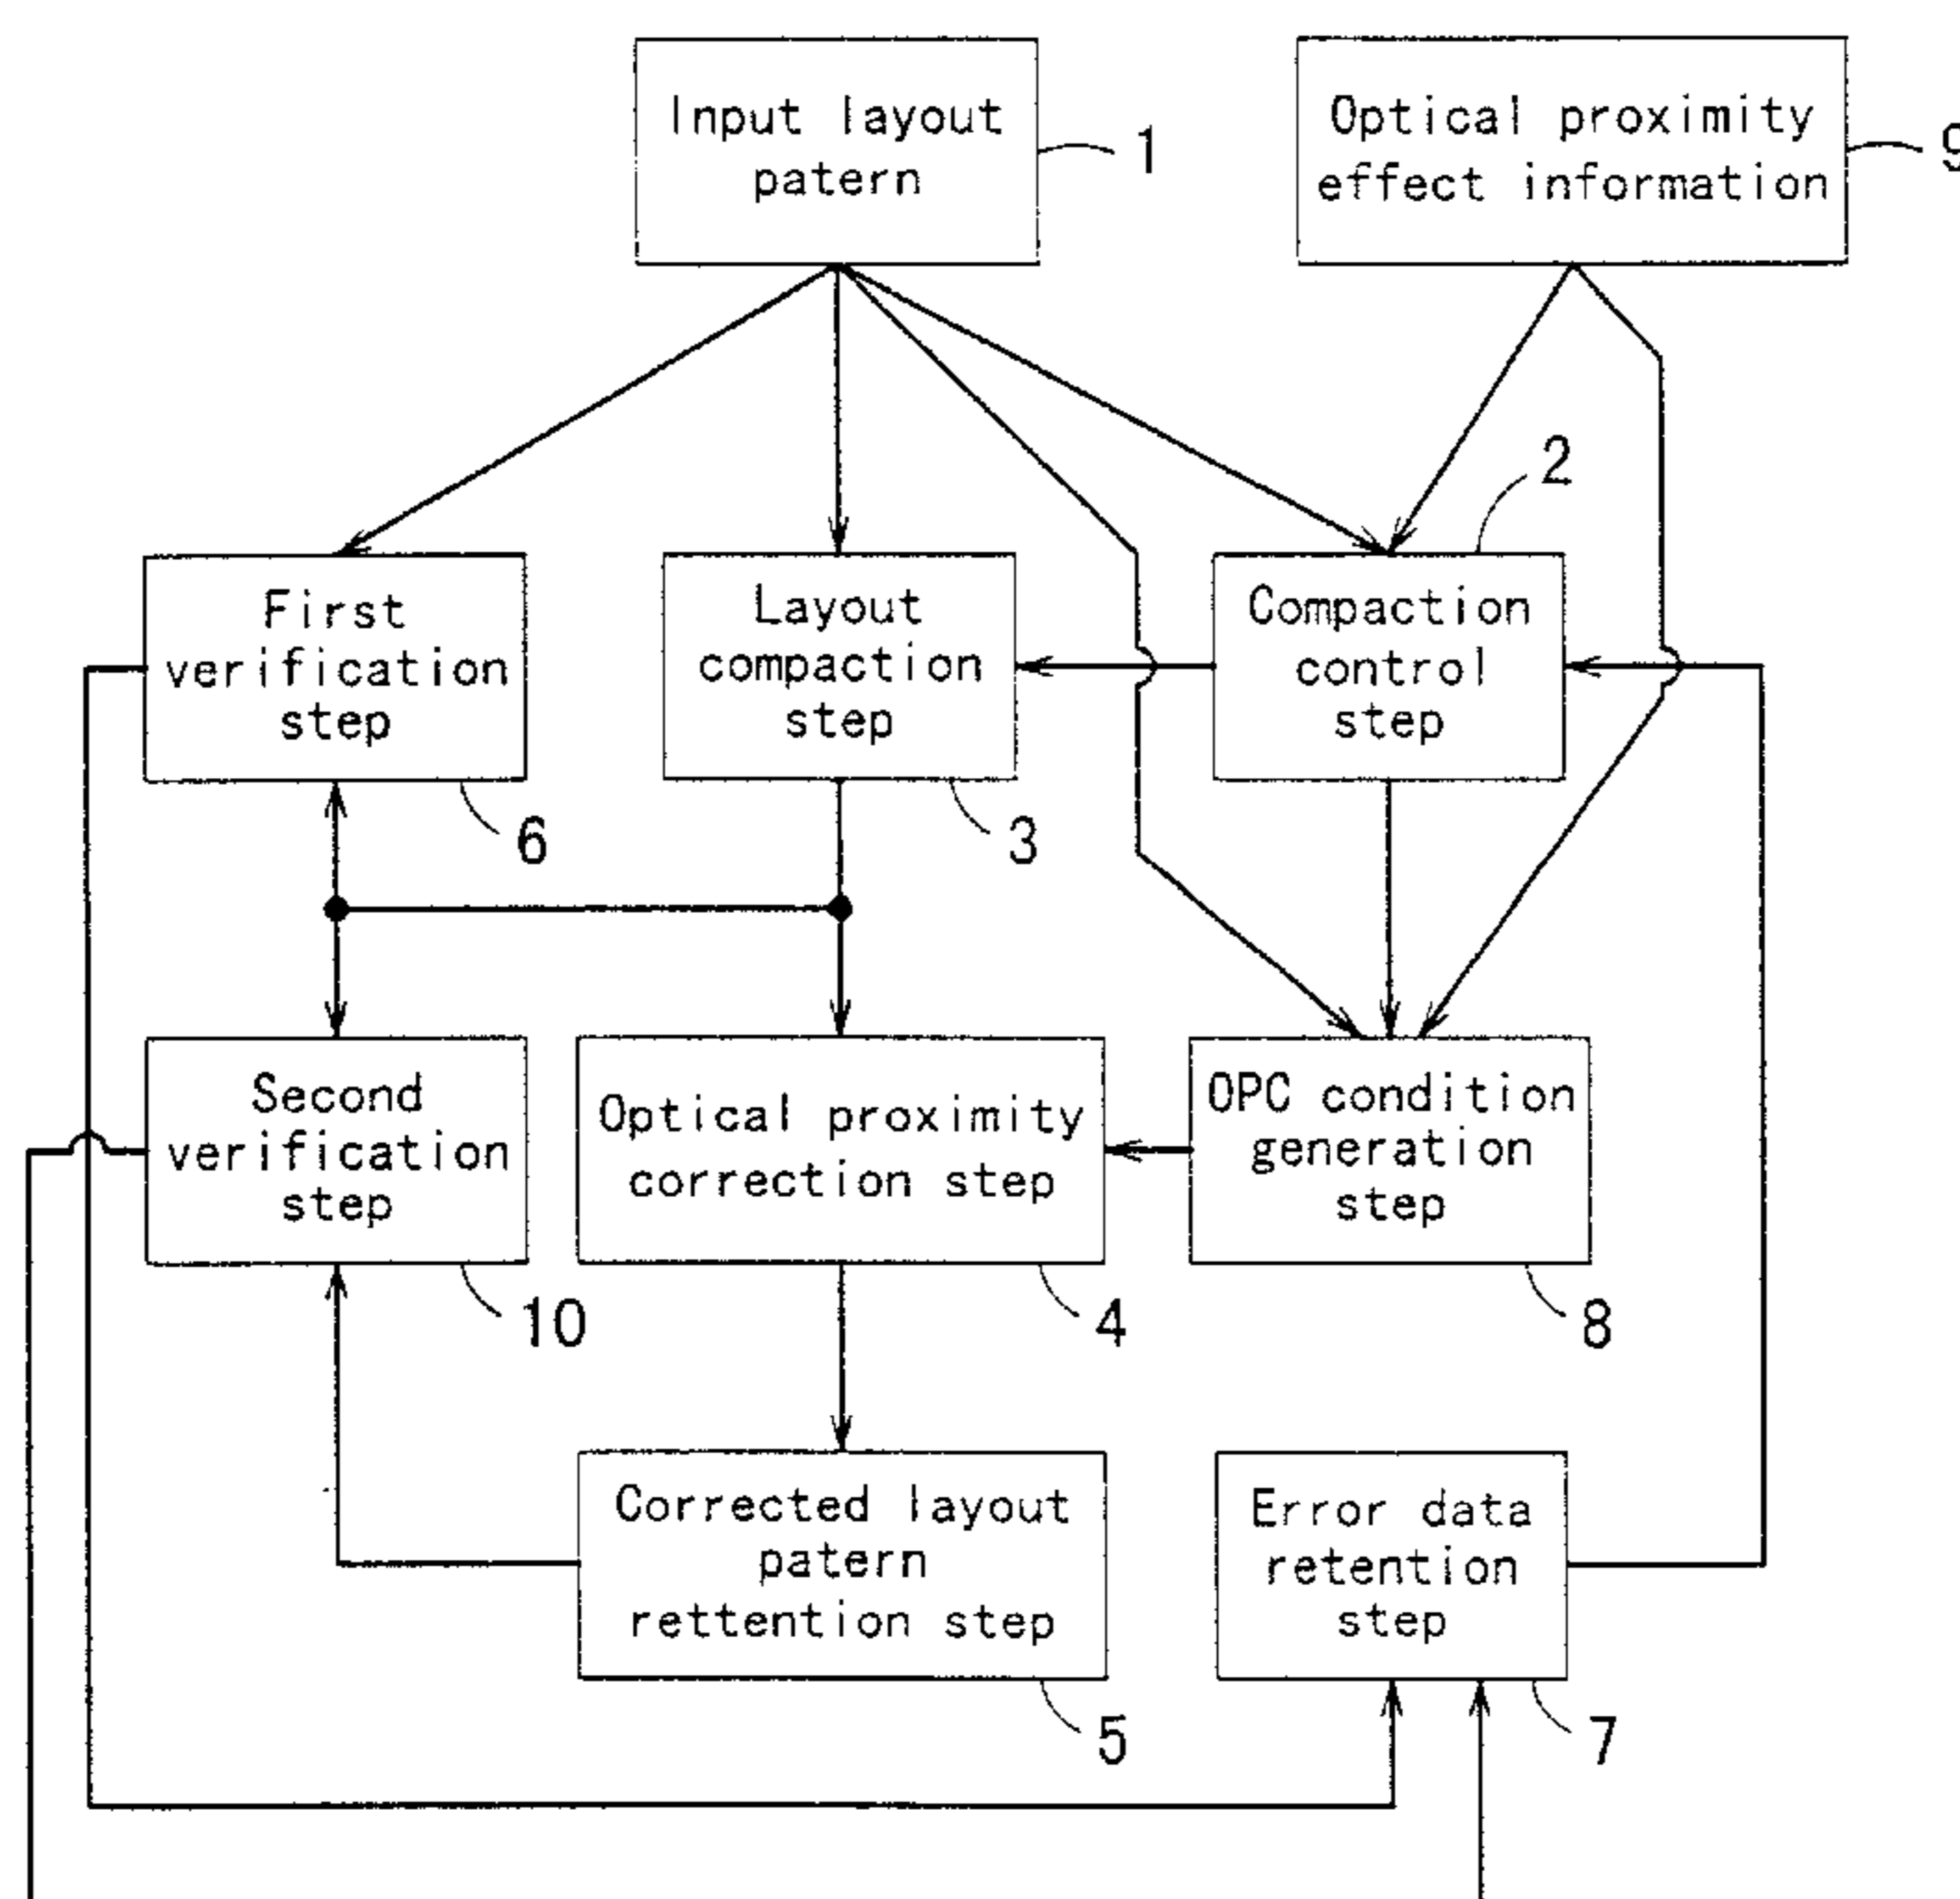 Input layout
patern
1
Optical proximity
effect information
9
2
First
verification
step
6
Layout
compaction
step
3
Compaction
control
step
Second
verification
step
10
Optical proximity
correction step
4
OPC condition
generation
step
8
Corrected layout
patern
rettention step
5
Error data
retention
step
7